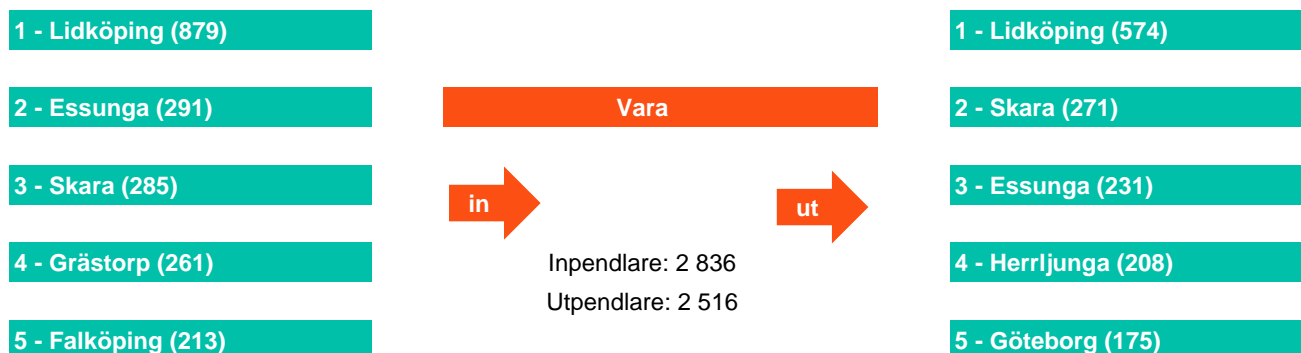 1 - Lidköping (879)
2 - Essunga (291)
3 - Skara (285)
4 - Grästorp (261)
5 - Falköping (213)
Vara
in
ut
Inpendlare: 2 836
Utpendlare: 2 516
1 - Lidköping (574)
2 - Skara (271)
3 - Essunga (231)
4 - Herrljunga (208)
5 - Göteborg (175)